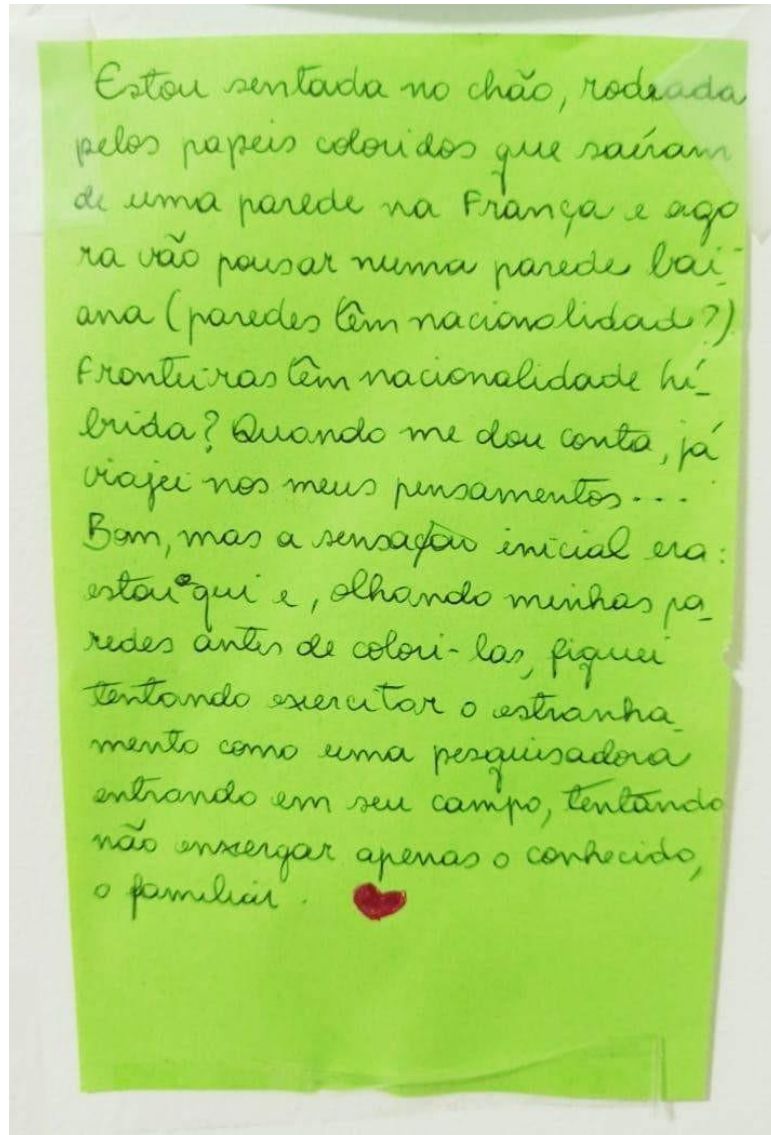 Estou sentada no chão, rodeada
pelos papeis coloridos que saíram
de uma parede na França e ago
ra vão pousar numa parede bai_
ana (paredes têm nacionalidade?)
Fronteiras têm nacionalidade hí_
brida? Quando me dou conta, já
viajei nos meus pensamentos...
Bom, mas a sensação inicial era:
estou aqui e, olhando minhas pa_
redes antes de colori-las, fiquei
tentando exercitar o estranha_
mento como uma pesquisadora
entrando em seu campo, tentando
não enxergar apenas o conhecido,
o familiar.